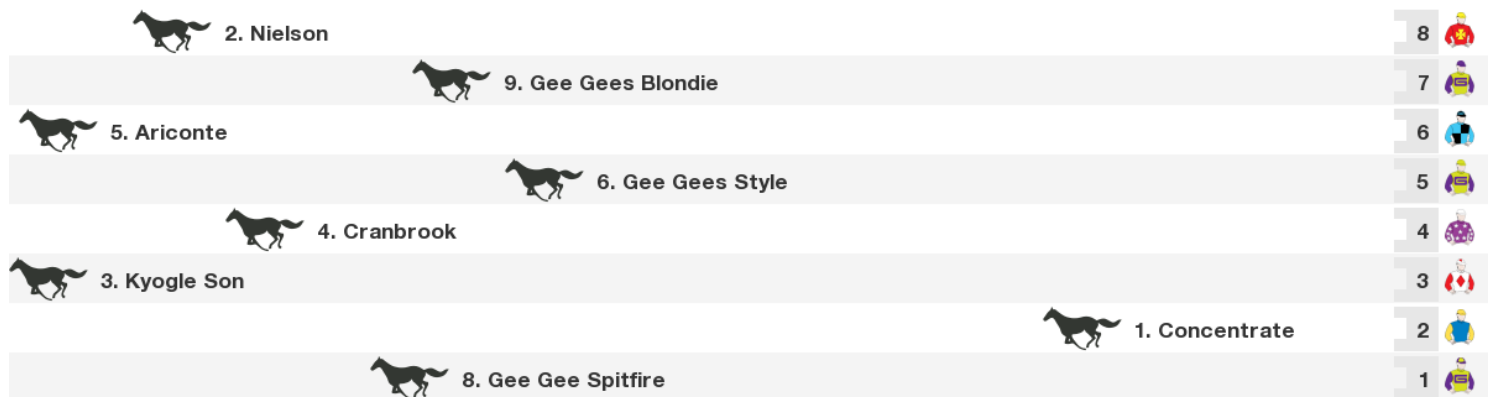 2. Nielson 8
9. Gee Gees Blondie 7
5. Ariconte 6
6. Gee Gees Style 5
4. Cranbrook 4
3. Kyogle Son 3
1. Concentrate 2
8. Gee Gee Spitfire 1